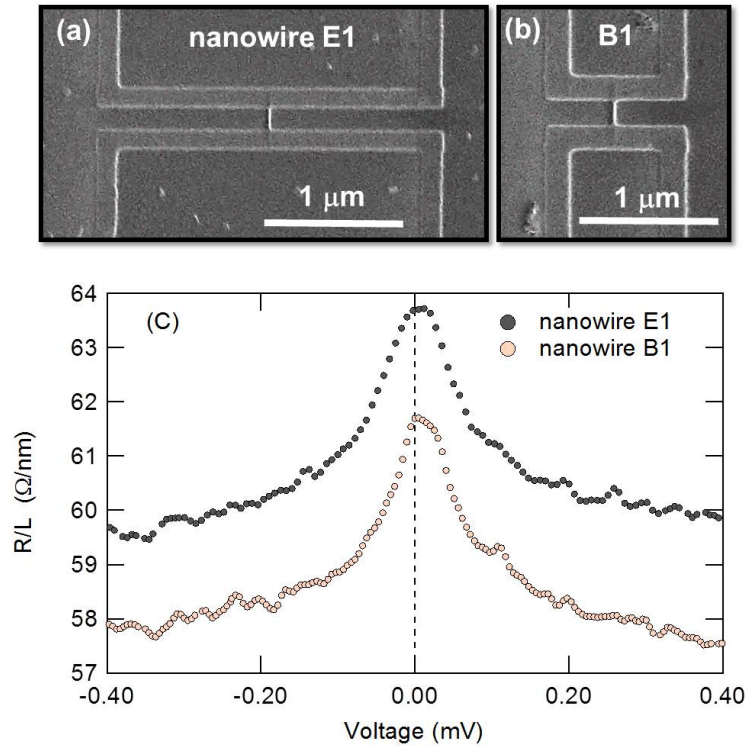 (a)
nanowire E1
1 μm
(b)
B1
1 μm
(C)
nanowire E1
nanowire B1
64
63
62
61
60
59
58
57
R/L (Ω/nm)
-0.40
-0.20
0.00
0.20
0.40
Voltage (mV)